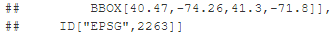 ##          BBOX[40.47,-74.26,41.3,-71.8]],
##     ID["EPSG",2263]]